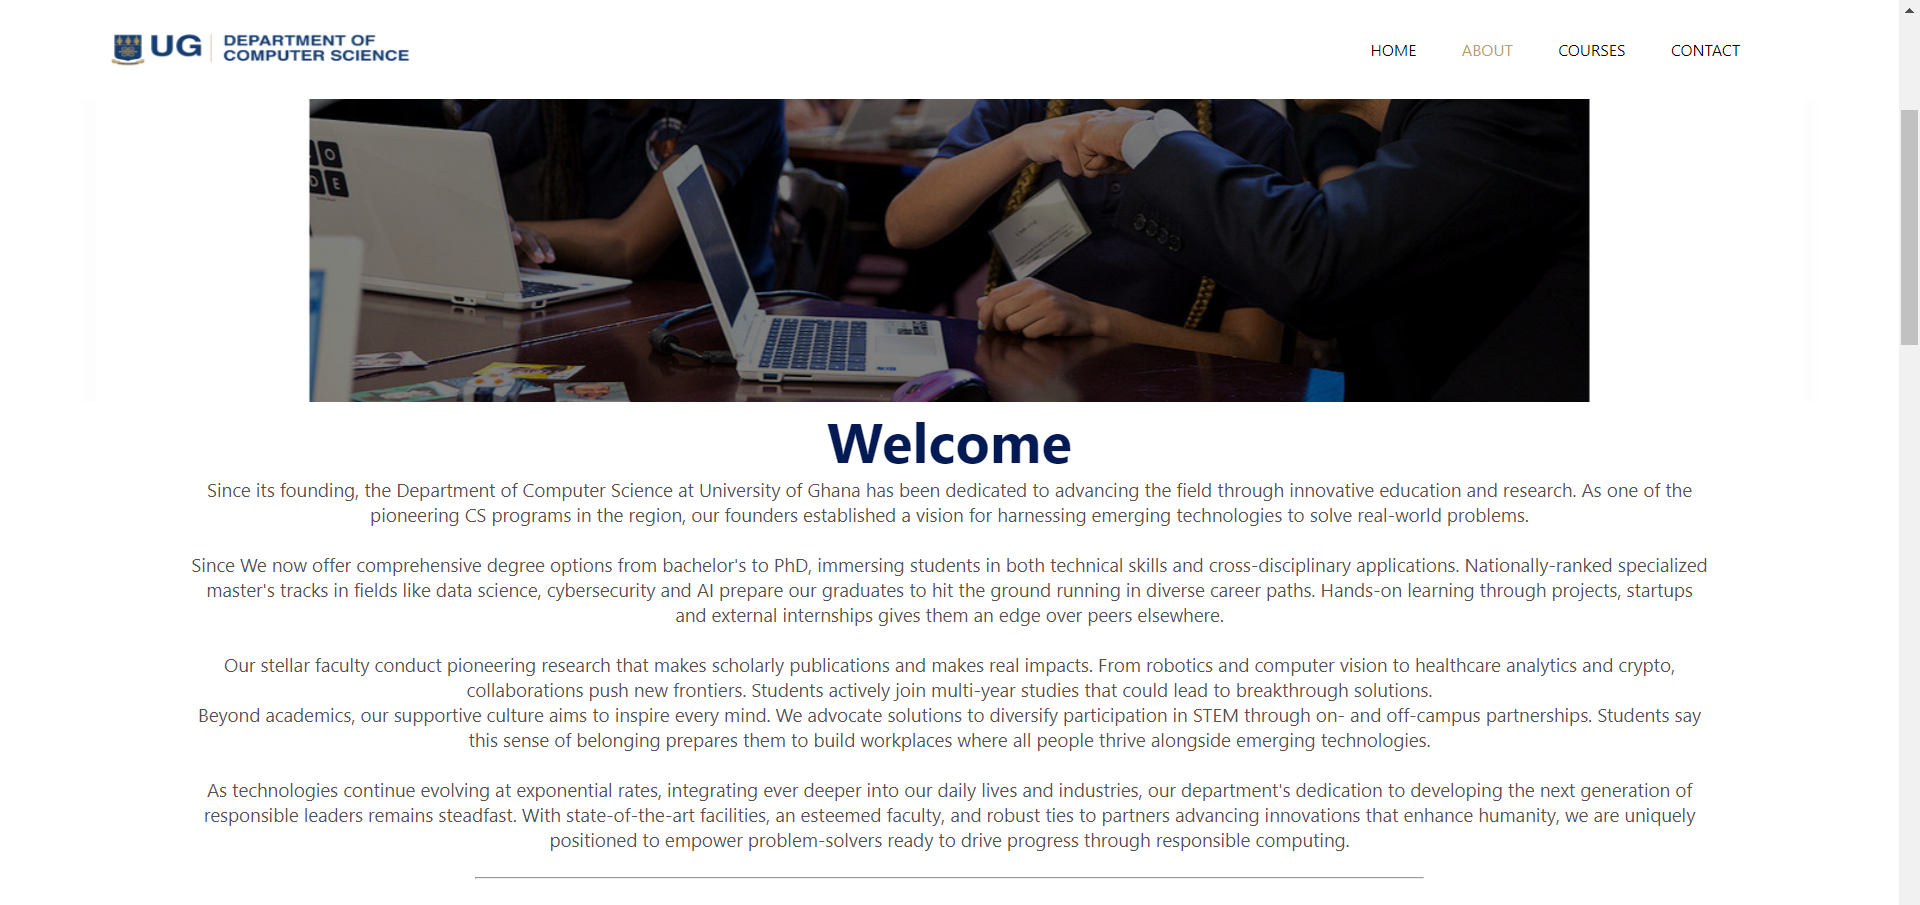 UG
DEPARTMENT OF
COMPUTER SCIENCE
HOME
ABOUT
COURSES
CONTACT
Welcome
Since its founding, the Department of Computer Science at University of Ghana has been dedicated to advancing the field through innovative education and research. As one of the
pioneering CS programs in the region, our founders established a vision for harnessing emerging technologies to solve real-world problems.
Since We now offer comprehensive degree options from bachelor's to PhD, immersing students in both technical skills and cross-disciplinary applications. Nationally-ranked specialized
master's tracks in fields like data science, cybersecurity and AI prepare our graduates to hit the ground running in diverse career paths. Hands-on learning through projects, startups
and external internships gives them an edge over peers elsewhere.
Our stellar faculty conduct pioneering research that makes scholarly publications and makes real impacts. From robotics and computer vision to healthcare analytics and crypto,
collaborations push new frontiers. Students actively join multi-year studies that could lead to breakthrough solutions.
Beyond academics, our supportive culture aims to inspire every mind. We advocate solutions to diversify participation in STEM through on- and off-campus partnerships. Students say
this sense of belonging prepares them to build workplaces where all people thrive alongside emerging technologies.
As technologies continue evolving at exponential rates, integrating ever deeper into our daily lives and industries, our department's dedication to developing the next generation of
responsible leaders remains steadfast. With state-of-the-art facilities, an esteemed faculty, and robust ties to partners advancing innovations that enhance humanity, we are uniquely
positioned to empower problem-solvers ready to drive progress through responsible computing.